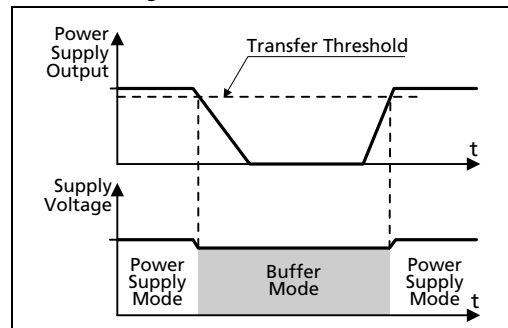 Power
Supply
Output
Transfer Threshold
t
Supply
Voltage
Power
Supply
Mode
Buffer
Mode
Power
Supply
Mode
t